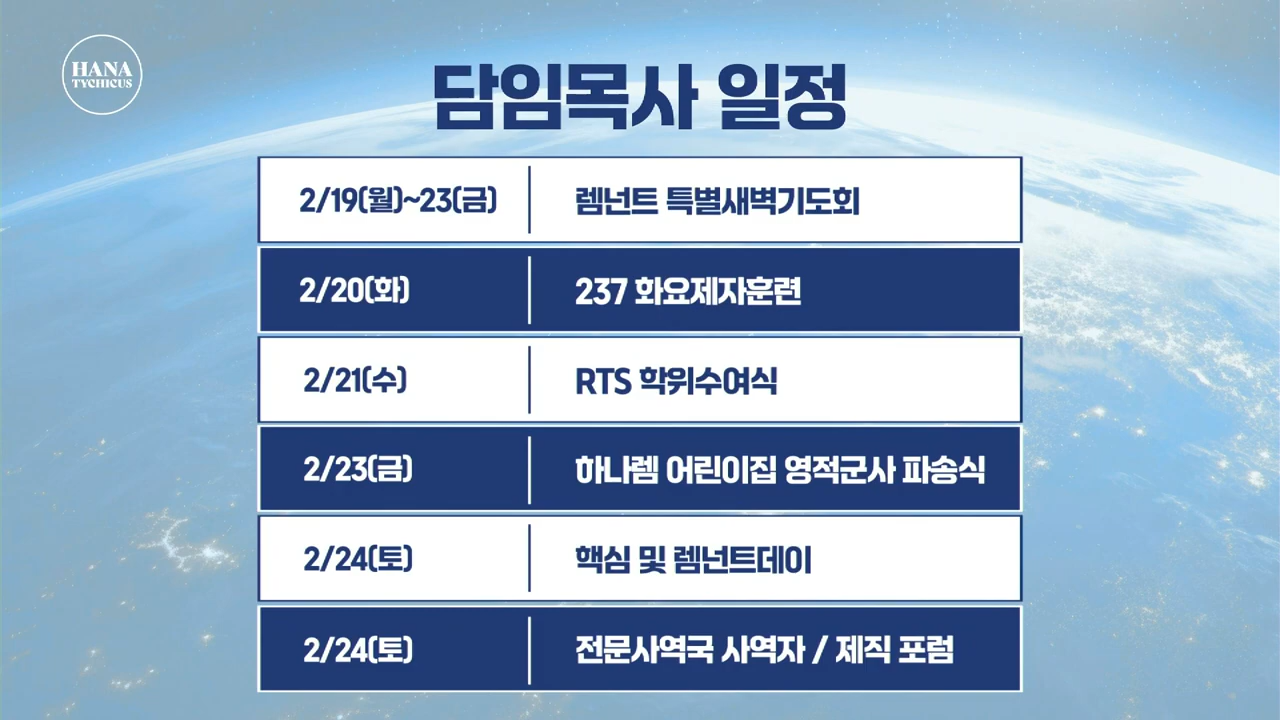 HANA
TYCHICUS
담임목사 일정
2/19(월)~23(금) 렘넌트 특별새벽기도회
2/20(화) 237 화요제자훈련
2/21(수) RTS 학위수여식
2/23(금) 하나렘 어린이집 영적군사 파송식
2/24(토) 핵심 및 렘넌트데이
2/24(토) 전문사역국 사역자 / 제직 포럼